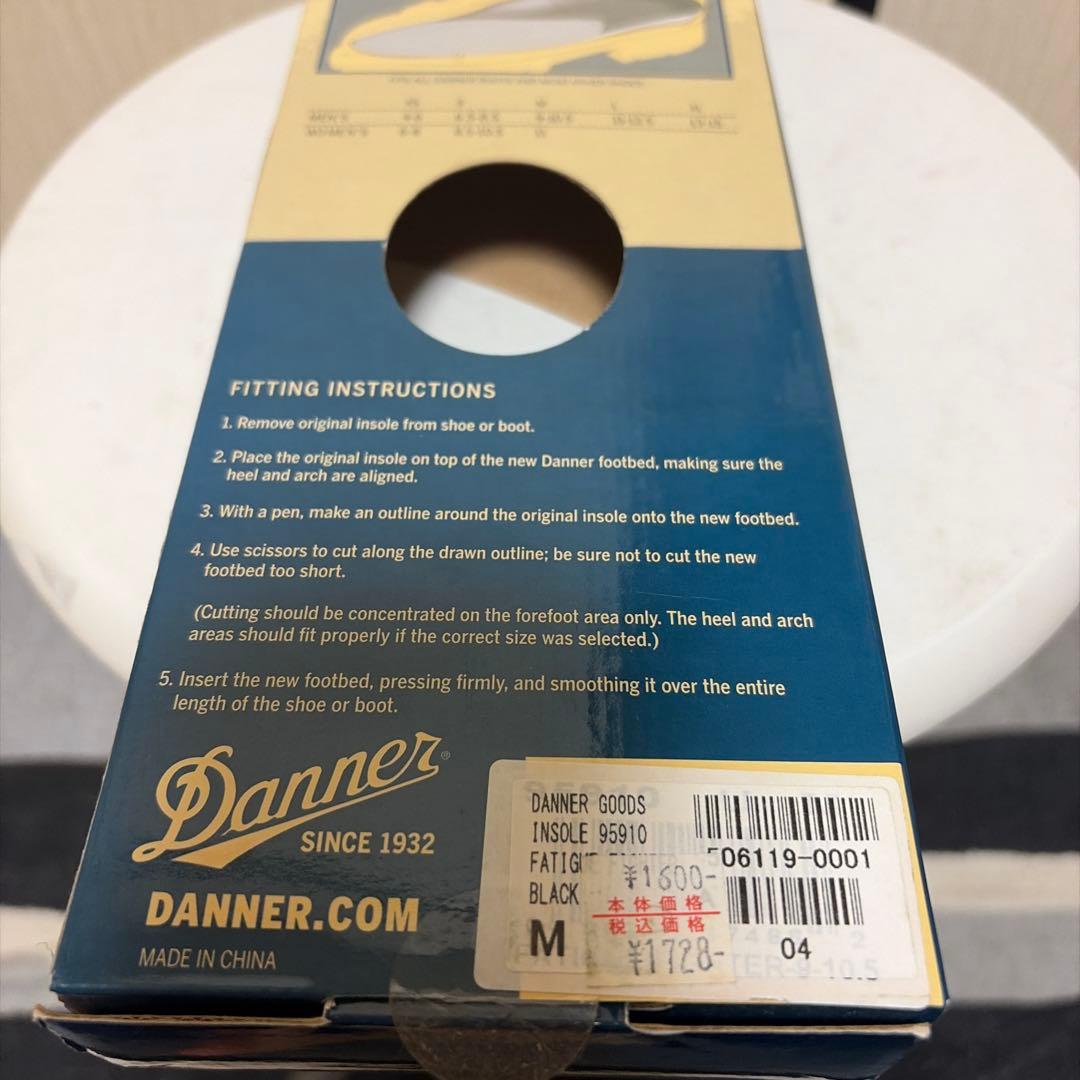 MEN'S
WOMEN'S
FITTING INSTRUCTIONS
1. Remove original insole from shoe or boot.
2. Place the original insole on top of the new Danner footbed, making sure the
heel and arch are aligned.
3. With a pen, make an outline around the original insole onto the new footbed.
4. Use scissors to cut along the drawn outline; be sure not to cut the new
footbed too short.
(Cutting should be concentrated on the forefoot area only. The heel and arch
areas should fit properly if the correct size was selected.)
5. Insert the new footbed, pressing firmly, and smoothing it over the entire
length of the shoe or boot.
Danner®
SINCE 1932
DANNER.COM
MADE IN CHINA
DANNER GOODS
INSOLE 95910
506119-0001
BLACK
¥1600-
本体価格
税込価格
M
¥1728-
04
9-10.5